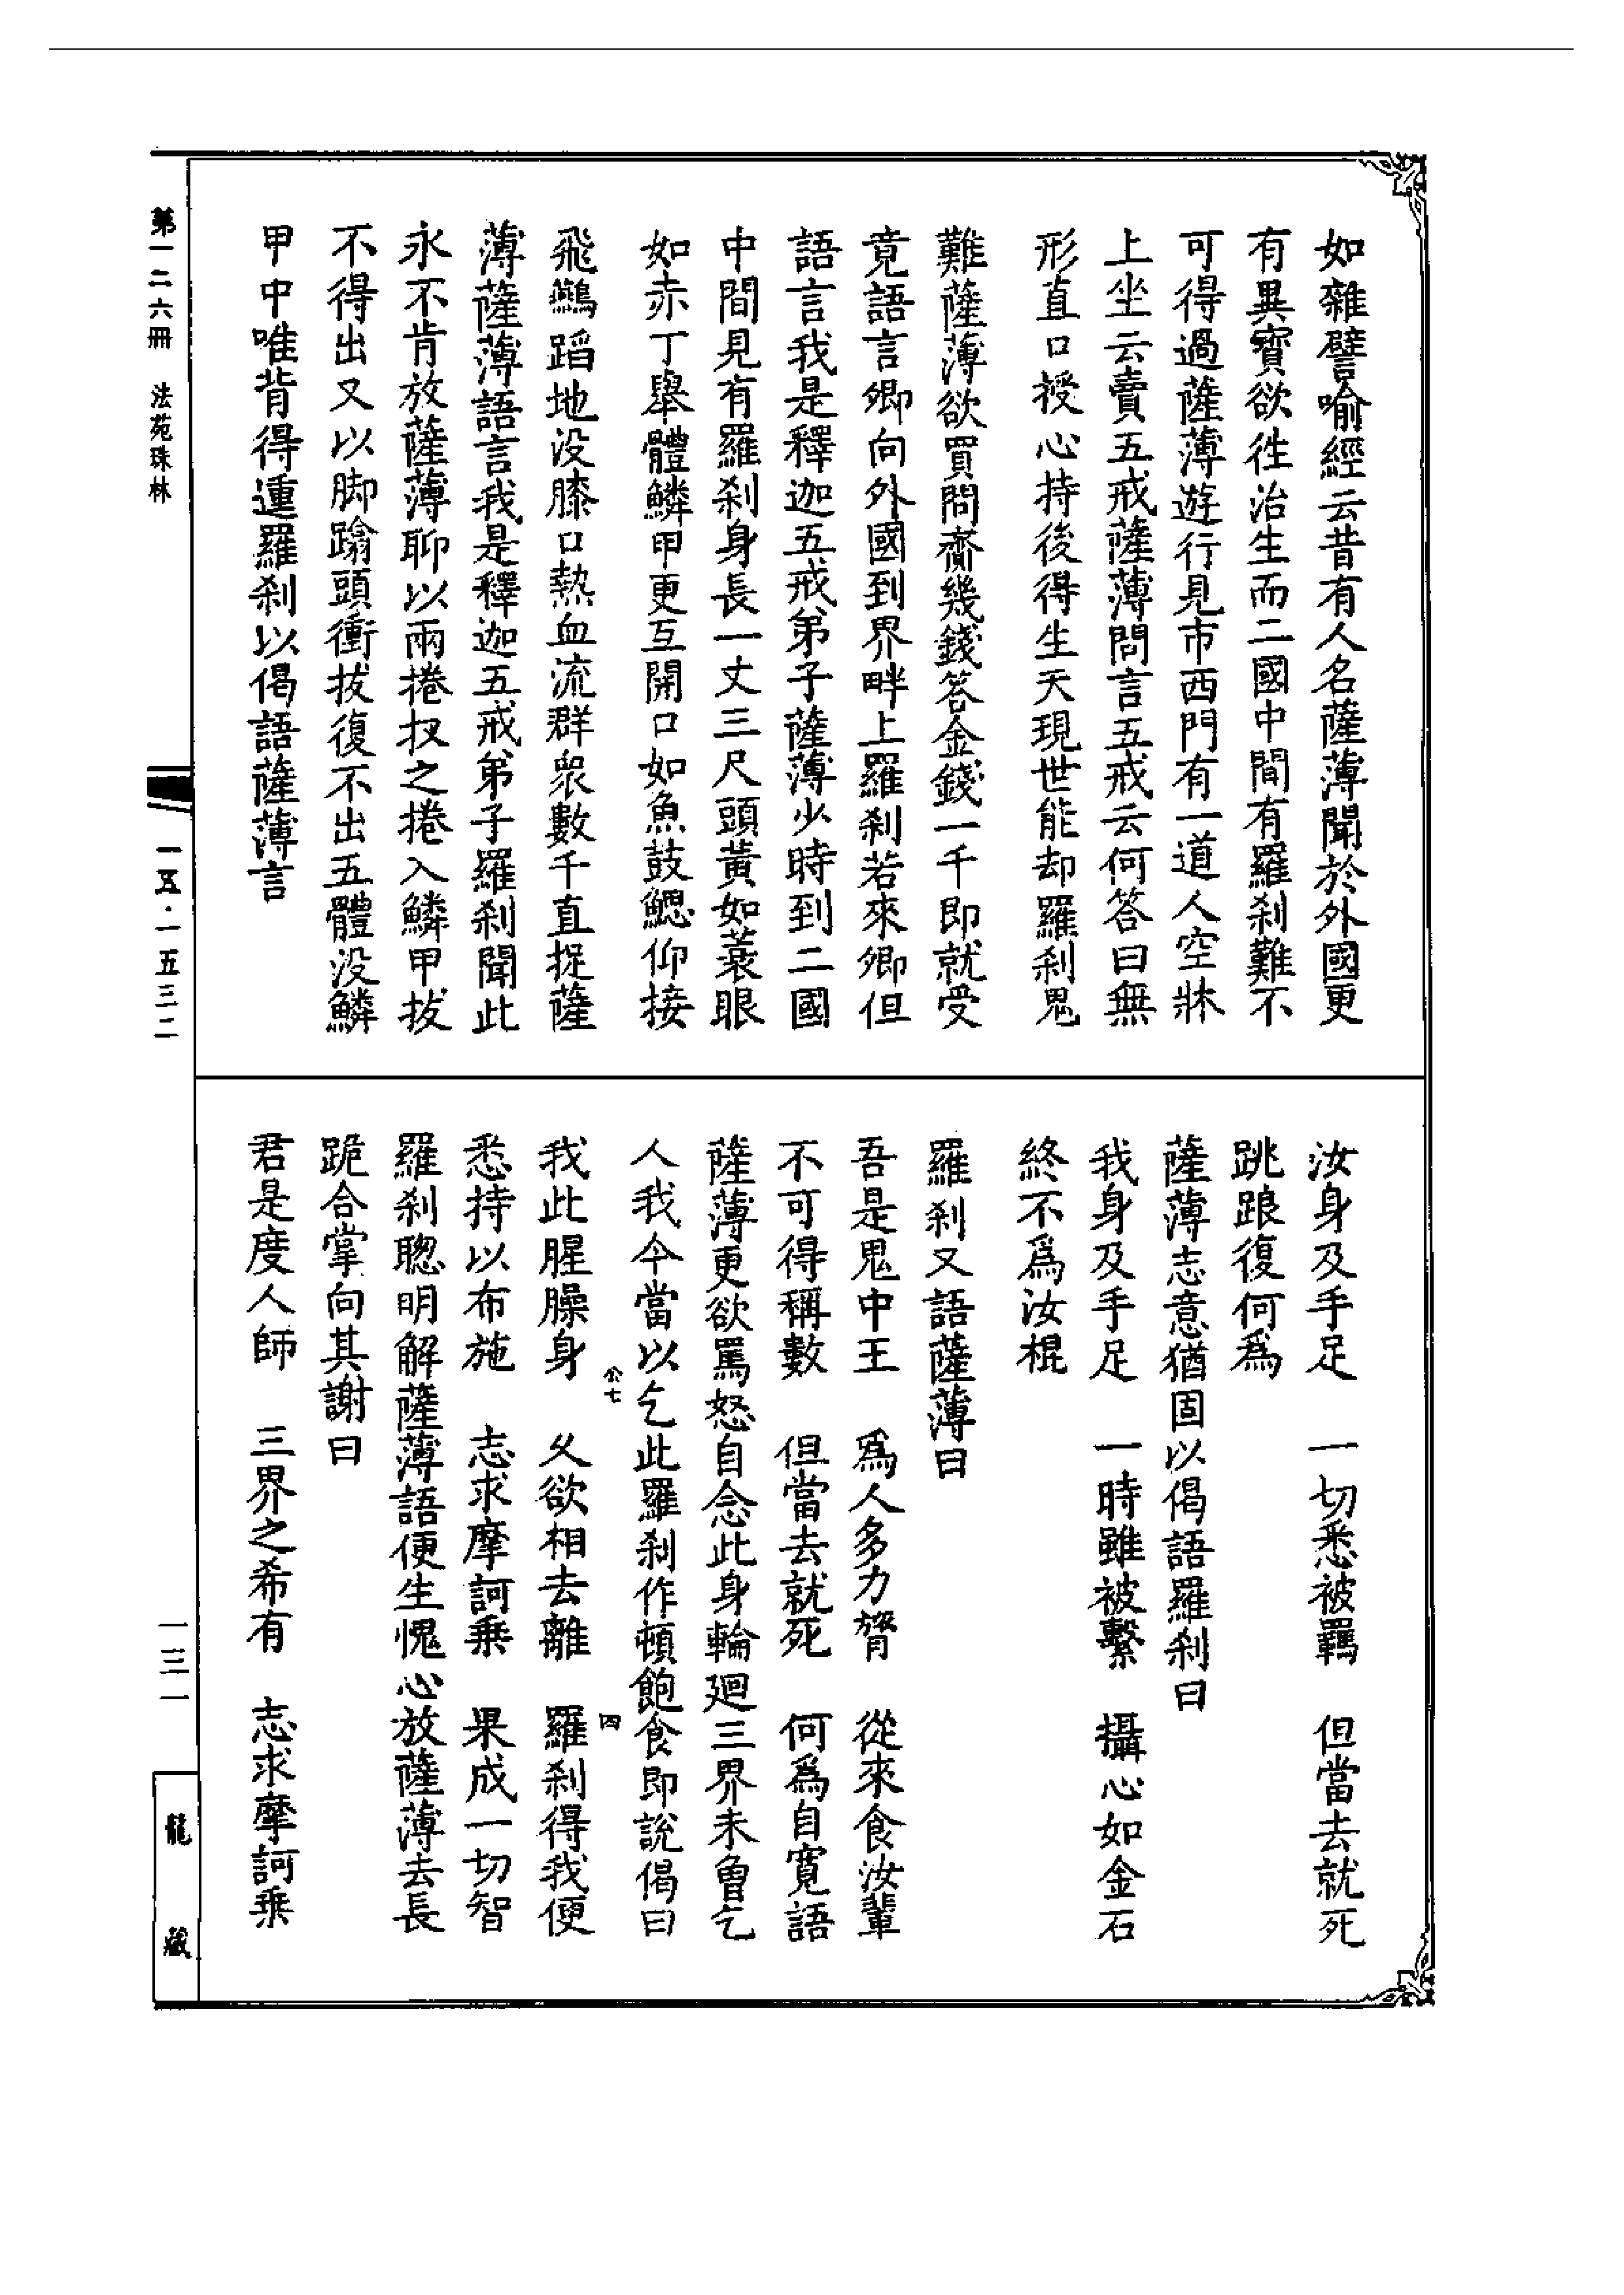 如雜譬喻經云昔有人名薩薄聞於外國更
有異寶欲往治生而二國中間有羅剎難不
可得過薩薄遊行見市西門有一道人空牀
上坐云賣五戒薩薄問言五戒云何答曰無
形直口授心持後得生天現世能却羅剎鬼
難薩薄欲買問齎幾錢答金錢一千即就受
竟語言卿向外國到界畔上羅剎若來卿但
語言我是釋迦五戒弟子薩薄少時到二國
中間見有羅剎身長一丈三尺頭黃如蓑眼
如赤丁舉體鱗甲更互開口如魚鼓鰓仰接
飛鷰蹈地没膝口熱血流群衆數千直捉薩
薄薩薄語言我是釋迦五戒弟子羅剎聞此
永不肯放薩薄聊以兩捲扠之捲入鱗甲拔
不得出又以脚踰頭衝拔復不出五體没鱗
甲中唯背得運羅剎以偈語薩薄言
汝身及手足　一切悉被羈　但當去就死
跳踉復何爲
薩薄志意猶固以偈語羅剎曰
我身及手足　一時雖被繫　攝心如金石
終不爲汝棍
羅剎又語薩薄曰
吾是鬼中王　爲人多力膂　從來食汝輩
不可得稱數　但當去就死　何爲自寬語
薩薄更欲罵怒自念此身輪廻三界未曾乞
人我今當以乞此羅剎作頓飽食即說偈曰
公七　四
我此腥臊身　久欲相去離　羅剎得我便
悉持以布施　志求摩訶乗　果成一切智
羅剎聰明解薩薄語便生愧心放薩薄去長
跪合掌向其謝曰
君是度人師　三界之希有　志求摩訶乗
第一二六冊　法苑珠林
一五·一五三二
一三一
龍藏